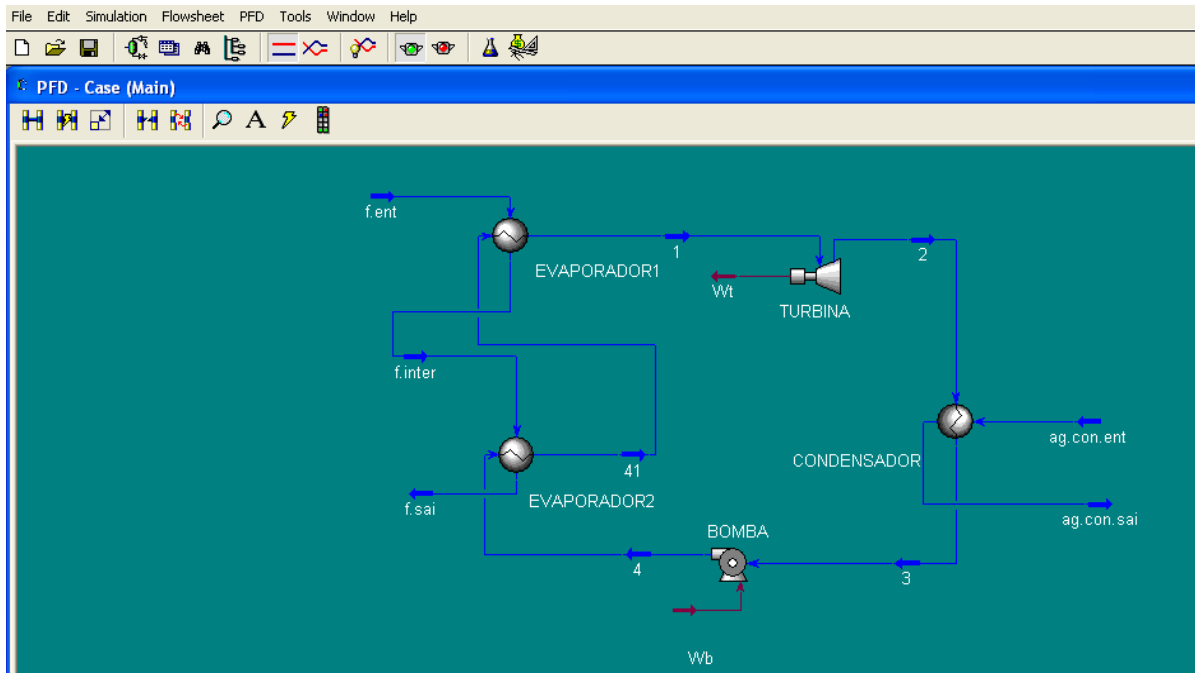 File Edit Simulation Flowsheet PFD Tools Window Help
PFD - Case (Main)
A
f.ent
EVAPORADOR1
1
2
Wt
TURBINA
f.inter
ag.con.ent
CONDENSADOR
41
f.sai
EVAPORADOR2
ag.con.sai
BOMBA
4
3
Wb